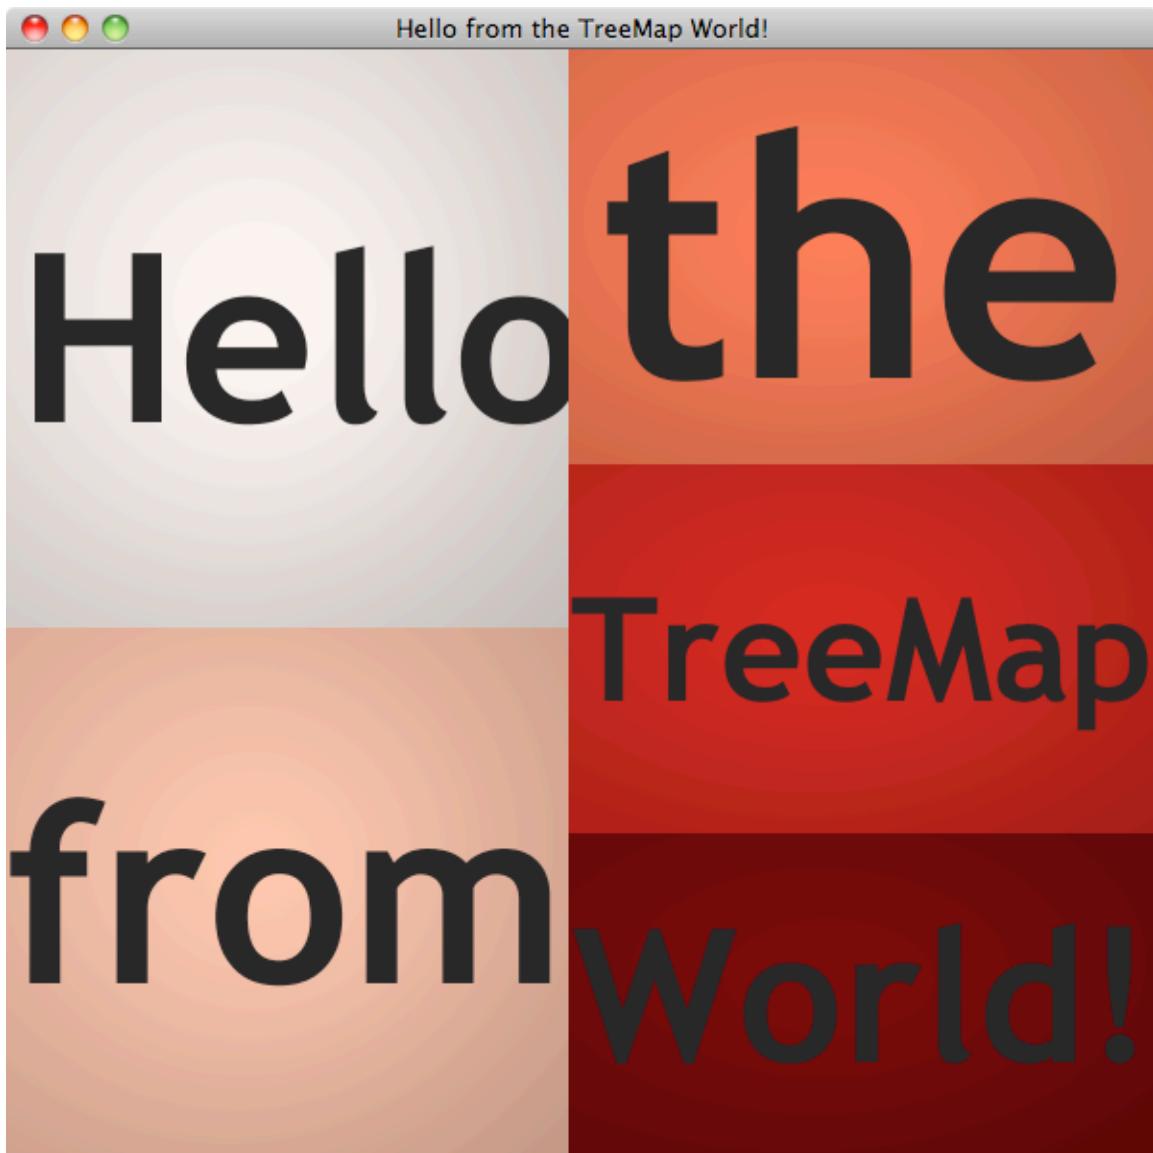 Hello from the TreeMap World!
Hello
from
the
TreeMap
World!